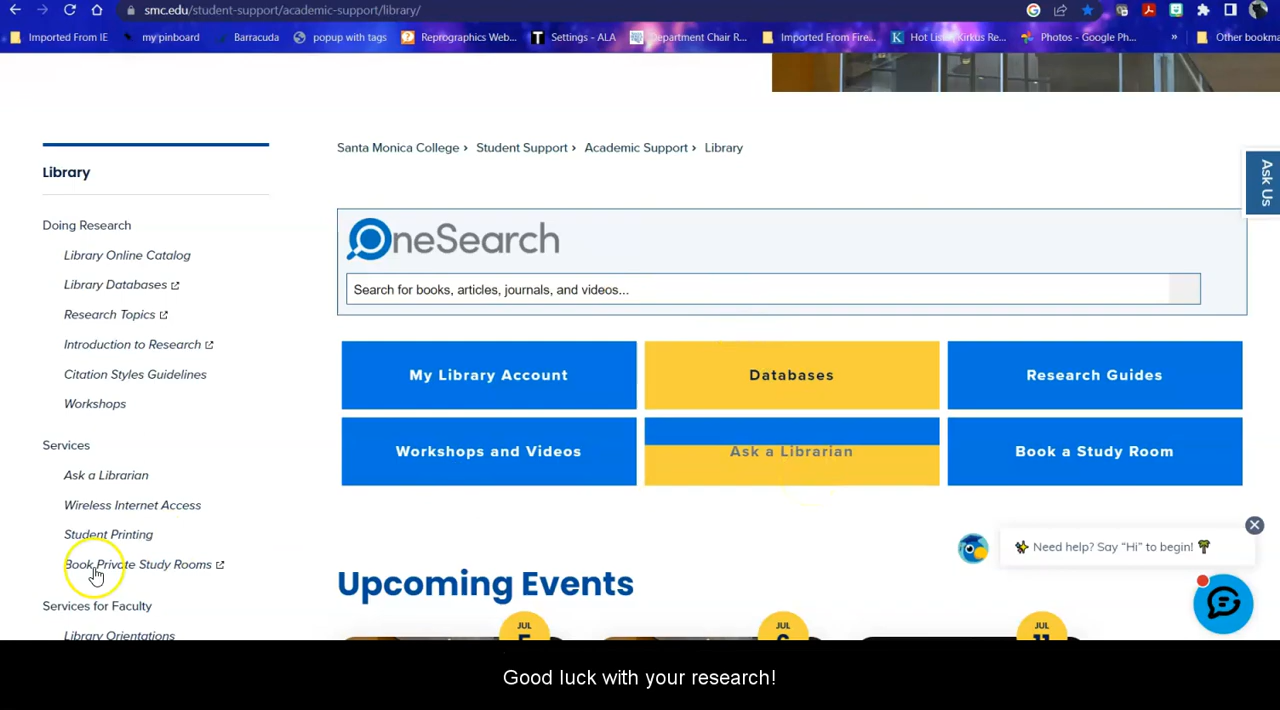 smc.edu/student-support/academic-support/library/
Imported From IE
my pinboard
Barracuda
popup with tags
Reprographics Web...
Settings - ALA
Department Chair R...
Imported From Fire...
Hot List| Kirkus Re...
Photos - Google Ph...
»
Other bookma
Santa Monica College › Student Support › Academic Support › Library
Library
Doing Research
Library Online Catalog
Library Databases
Research Topics
Introduction to Research
Citation Styles Guidelines
Workshops
Services
Ask a Librarian
Wireless Internet Access
Student Printing
Book Private Study Rooms
Services for Faculty
Library Orientations
Ask Us
OneSearch
Search for books, articles, journals, and videos...
My Library Account
Databases
Research Guides
Workshops and Videos
Ask a Librarian
Book a Study Room
Need help? Say “Hi” to begin!
Upcoming Events
JUL
5
JUL
6
JUL
11
Good luck with your research!